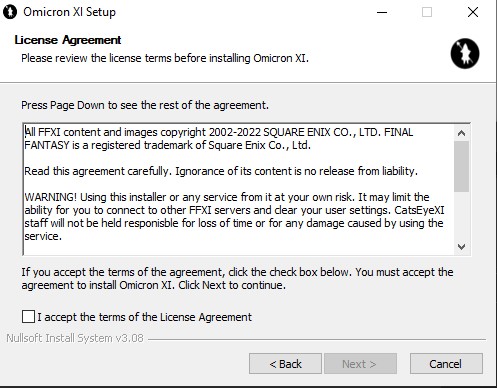 Omicron XI Setup
License Agreement
Please review the license terms before installing Omicron XI.
Press Page Down to see the rest of the agreement.
All FFXI content and images copyright 2002-2022 SQUARE ENIX CO., LTD. FINAL
FANTASY is a registered trademark of Square Enix Co., Ltd.
Read this agreement carefully. Ignorance of its content is no release from liability.
WARNING! Using this installer or any service from it at your own risk. It may limit the
ability for you to connect to other FFXI servers and clear your user settings. CatsEyeXI
staff will not be held responisble for loss of time or for any damage caused by using the
service.
If you accept the terms of the agreement, click the check box below. You must accept the
agreement to install Omicron XI. Click Next to continue.
I accept the terms of the License Agreement
Nullsoft Install System v3.08
< Back
Next >
Cancel